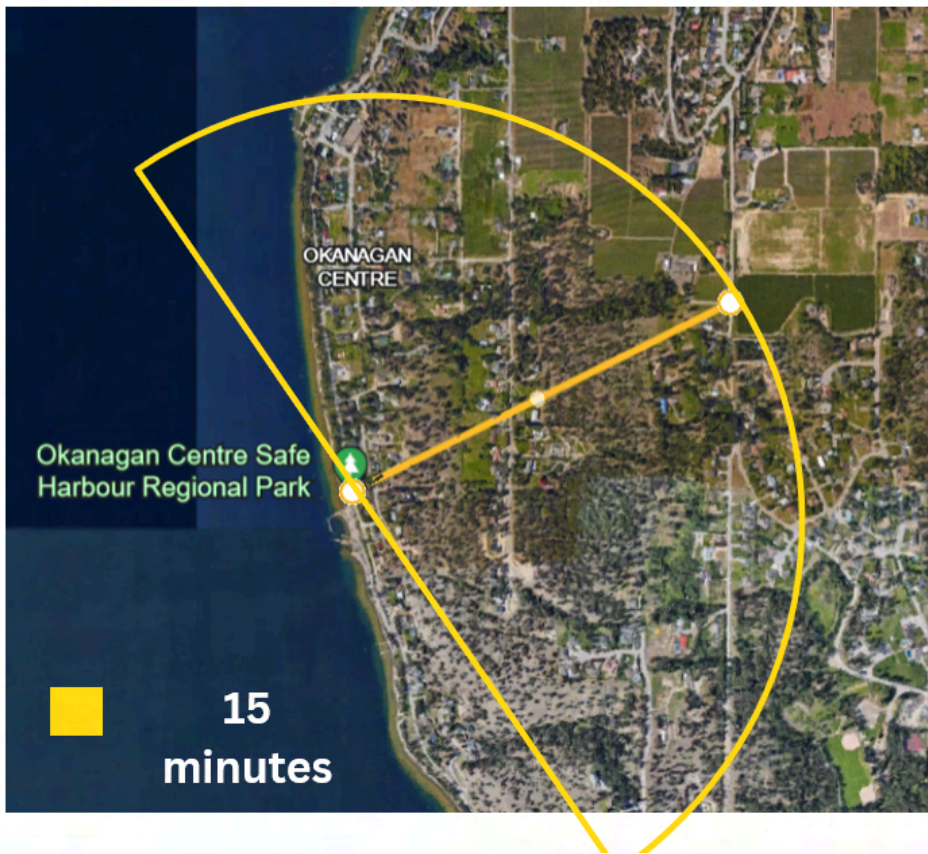 OKANAGAN
CENTRE
Okanagan Centre Safe
Harbour Regional Park
15
minutes